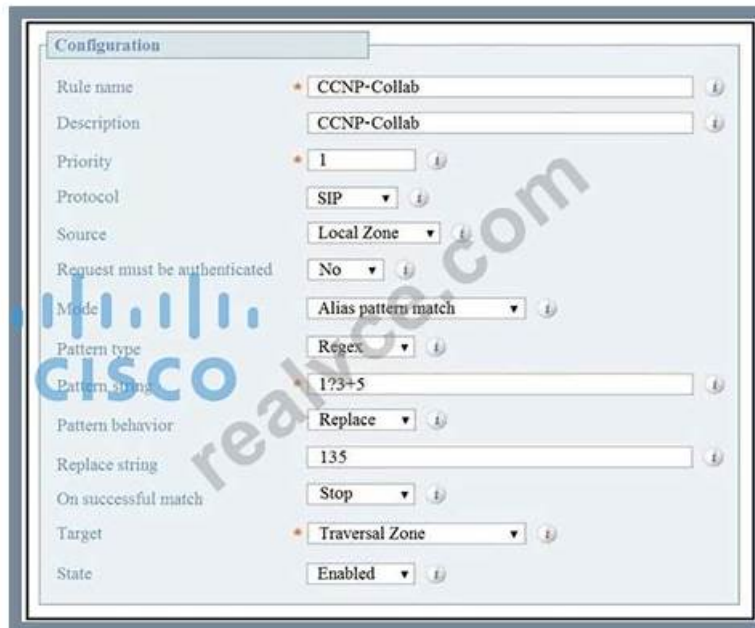 Configuration
Rule name * CCNP-Collab i
Description CCNP-Collab i
Priority * 1 i
Protocol SIP ▼ i
Source Local Zone ▼ i
Request must be authenticated No ▼ i
Mode Alias pattern match ▼ i
Pattern type Regex ▼ i
Pattern string * 1?3+5 i
Pattern behavior Replace ▼ i
Replace string 135 i
On successful match Stop ▼ i
Target * Traversal Zone ▼ i
State Enabled ▼ i
CISCO
realvce.com